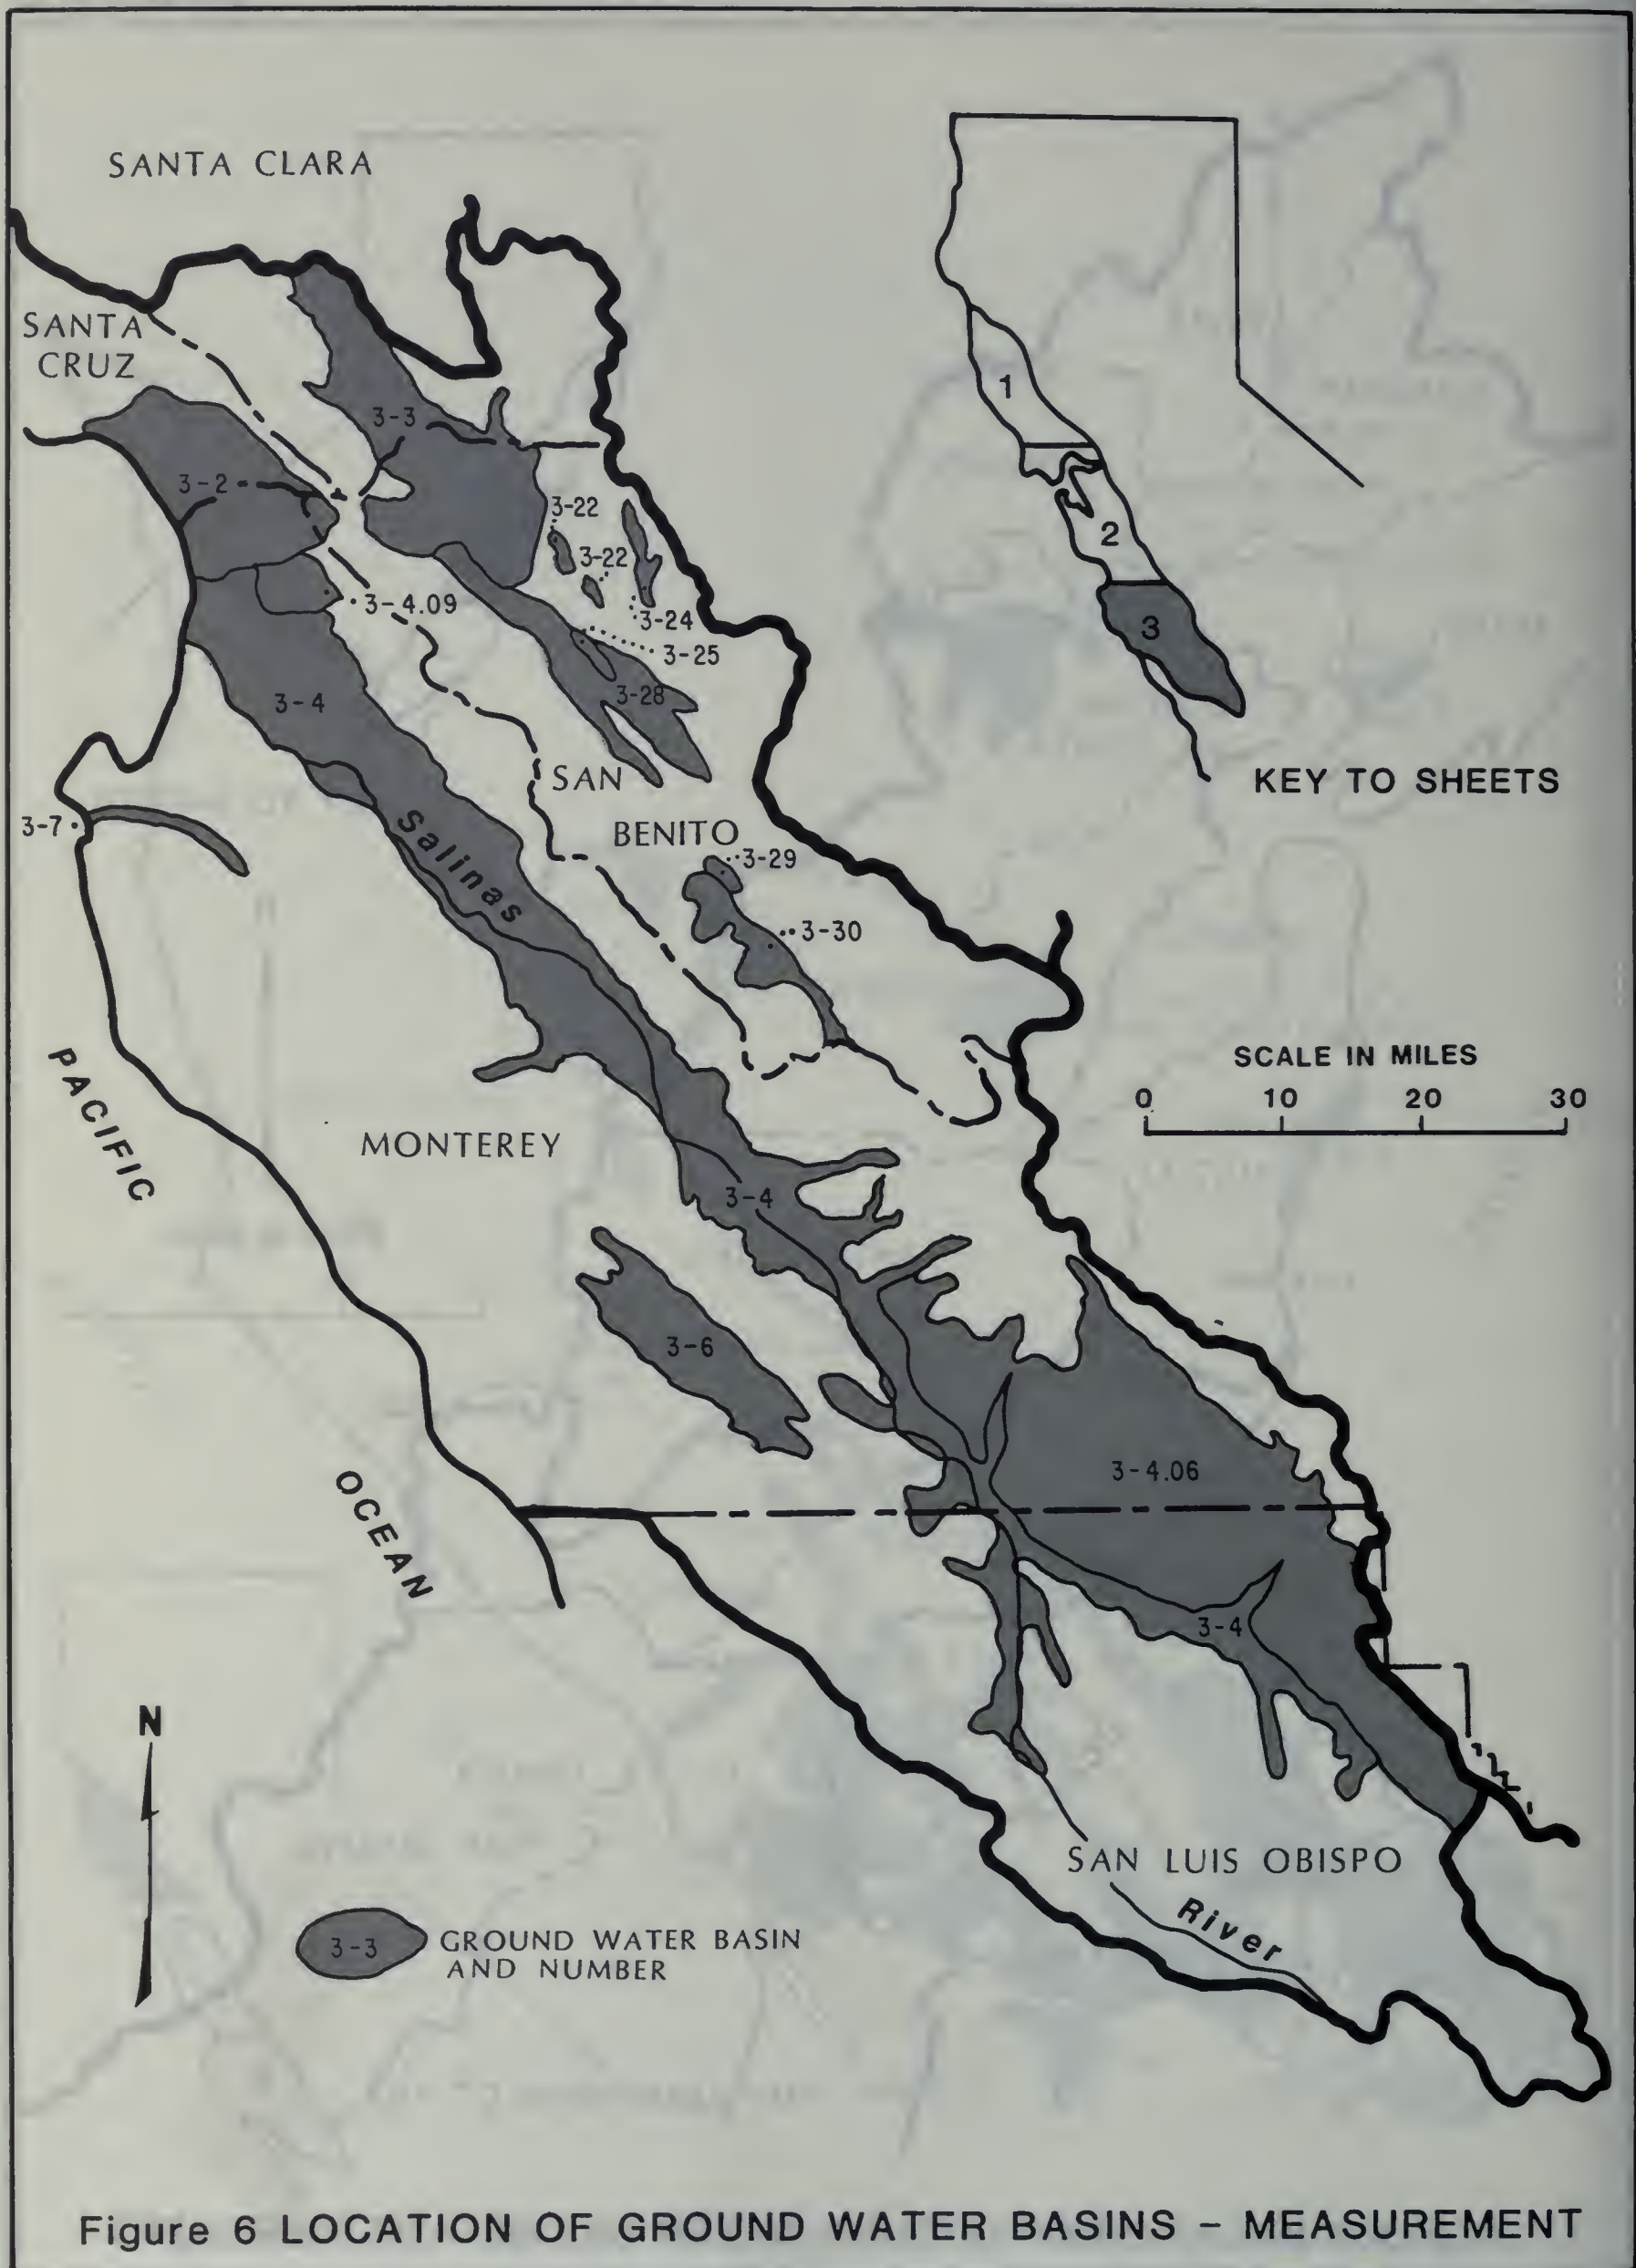 SANTA CLARA
SANTA
CRUZ
1
3-3
3-2
3-22
2
3-22
3-4.09
3-24
3
3-25
3-28
3-4
SAN
KEY TO SHEETS
3-7
Salinas
BENITO
3-29
3-30
PACIFIC
SCALE IN MILES
0 10 20 30
MONTEREY
3-4
3-6
3-4.06
OCEAN
3-4
N
SAN LUIS OBISPO
River
3-3
GROUND WATER BASIN
AND NUMBER
Figure 6 LOCATION OF GROUND WATER BASINS - MEASUREMENT